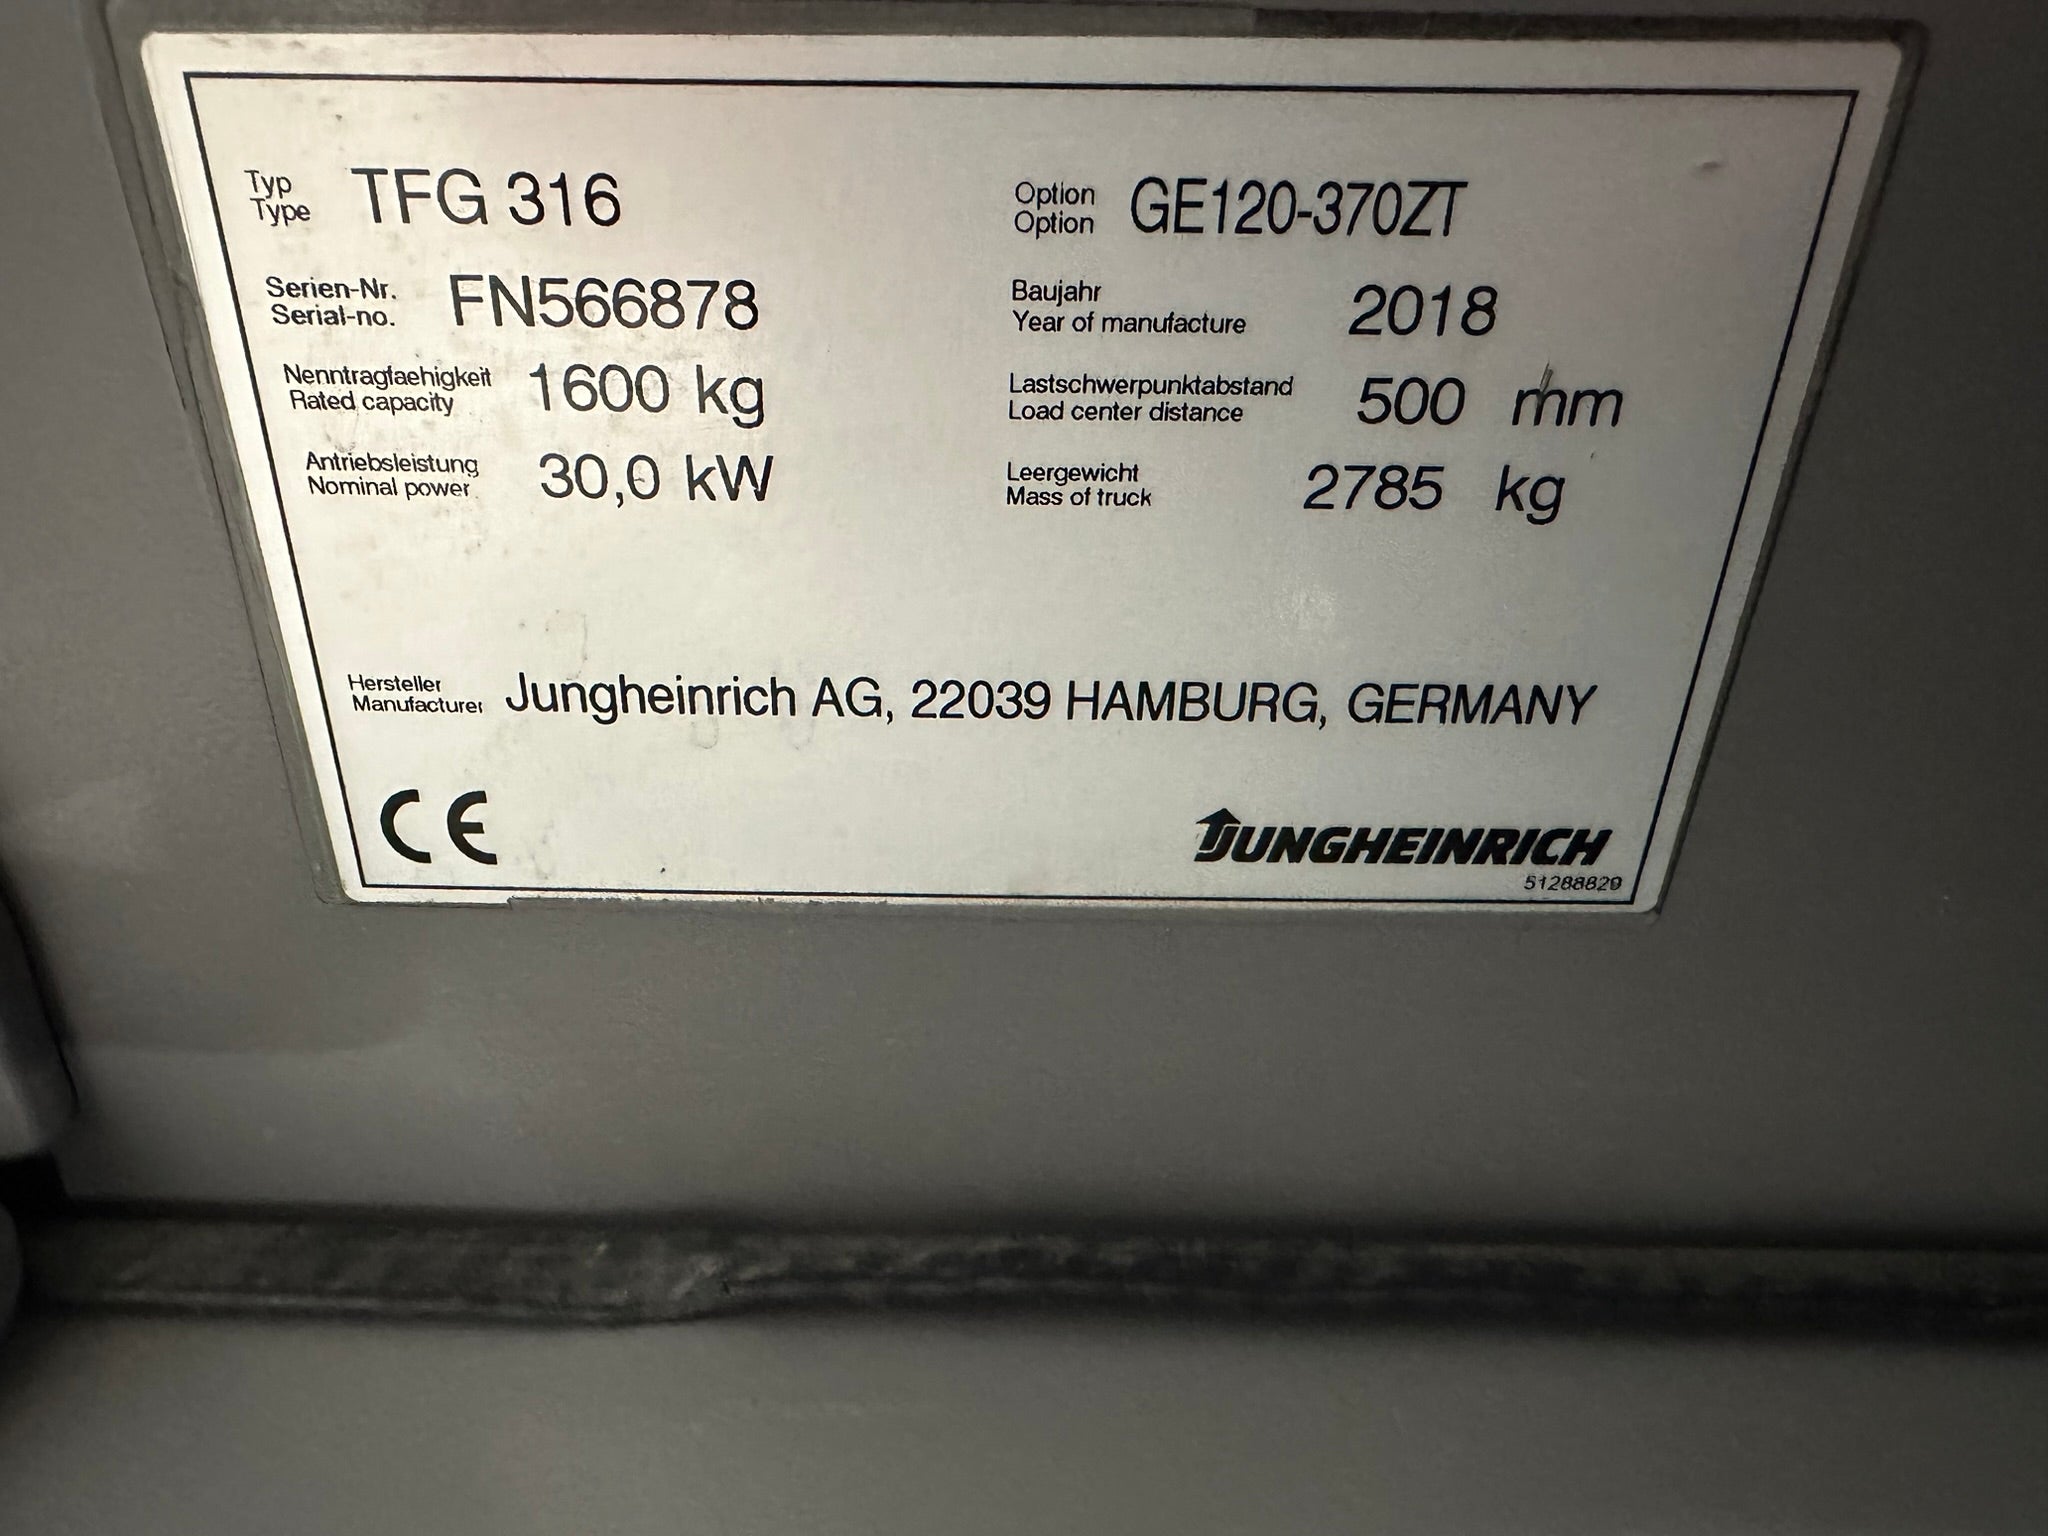 Typ TFG 316 Option GE120-370ZT
Type Option
Serien-Nr. FN566878 Baujahr 2018
Serial-no. Year of manufacture
Nenntragfaehigkeit 1600 kg Lastschwerpunktabstand 500 mm
Rated capacity Load center distance
Antriebsleistung 30,0 kW Leergewicht 2785 kg
Nominal power Mass of truck
Hersteller Jungheinrich AG, 22039 HAMBURG, GERMANY
Manufacturer
CE JUNGHEINRICH
51288820